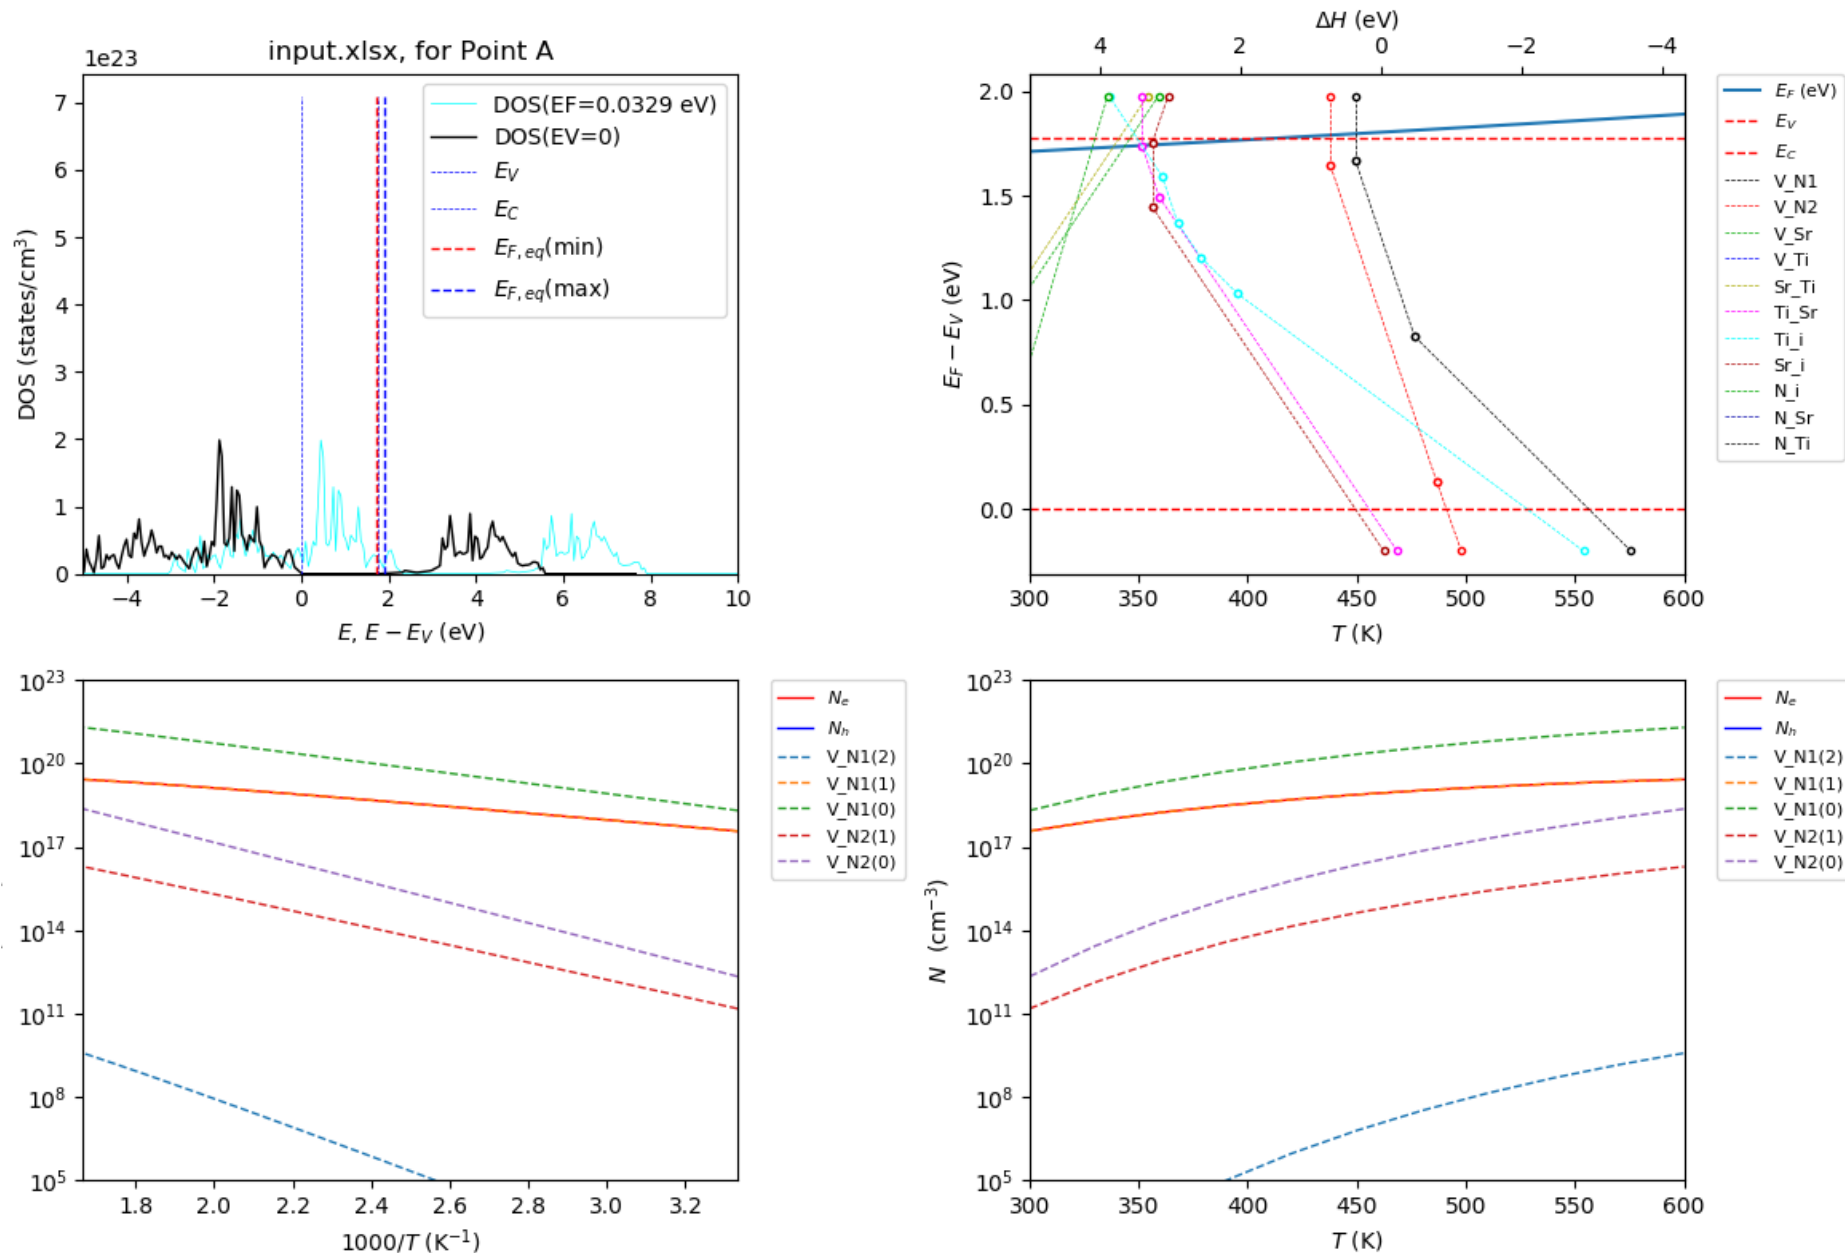 input.xlsx, for Point A
1e23
DOS (states/cm³)
7
6
5
4
3
2
1
0
−4 −2 0 2 4 6 8 10
E, E − E_V (eV)
DOS(EF=0.0329 eV)
DOS(EV=0)
E_V
E_C
E_{F,eq}(min)
E_{F,eq}(max)
ΔH (eV)
4 2 0 −2 −4
E_F − E_V (eV)
2.0
1.5
1.0
0.5
0.0
300 350 400 450 500 550 600
T (K)
E_F (eV)
E_V
E_C
V_N1
V_N2
V_Sr
V_Ti
Sr_Ti
Ti_Sr
Ti_i
Sr_i
N_i
N_Sr
N_Ti
10²³
10²⁰
10¹⁷
10¹⁴
10¹¹
10⁸
10⁵
1.8 2.0 2.2 2.4 2.6 2.8 3.0 3.2
1000/T (K⁻¹)
N_e
N_h
V_N1(2)
V_N1(1)
V_N1(0)
V_N2(1)
V_N2(0)
N (cm⁻³)
10²³
10²⁰
10¹⁷
10¹⁴
10¹¹
10⁸
10⁵
300 350 400 450 500 550 600
T (K)
N_e
N_h
V_N1(2)
V_N1(1)
V_N1(0)
V_N2(1)
V_N2(0)